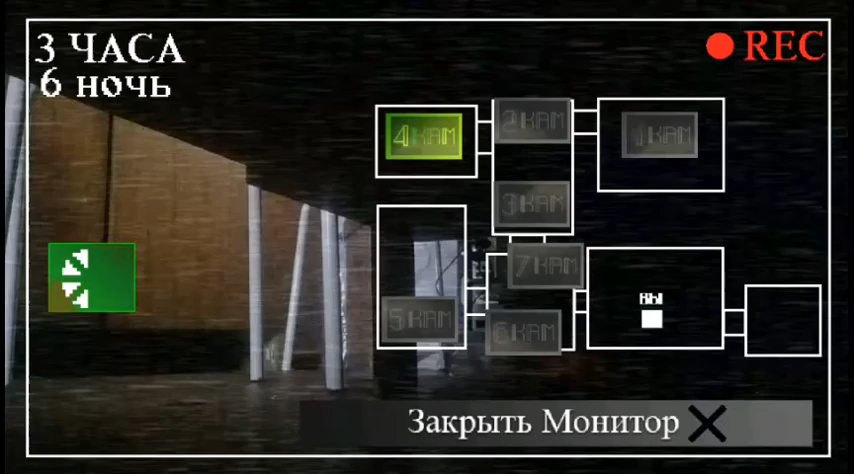 3 ЧАСА
REC
6 ночь
4 КАМ
2 КАМ
1 КАМ
3 КАМ
7 КАМ
ВЫ
5 КАМ
6 КАМ
Закрыть Монитор